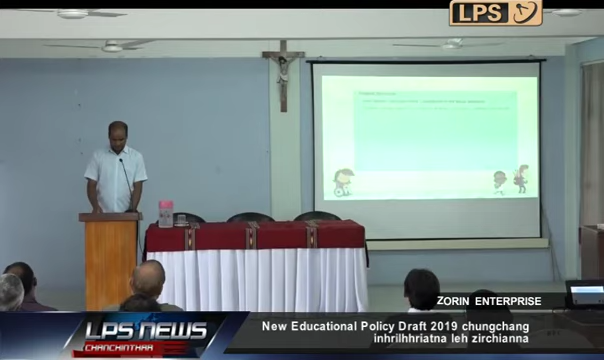 LPS
ZORIN ENTERPRISE
LPS NEWS
CHANCHINTHAR
New Educational Policy Draft 2019 chungchang
inhrilhhriatna leh zirchianna